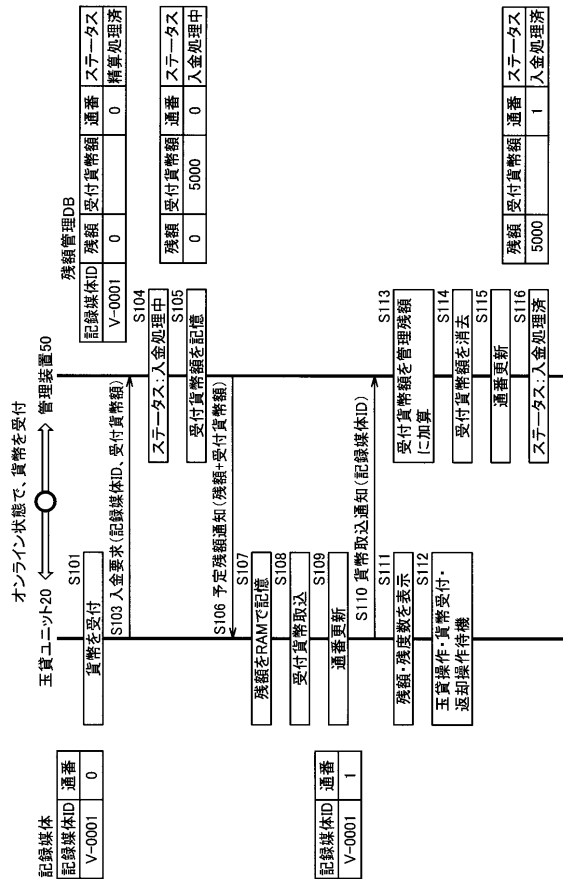 オンライン状態で、貨幣を受付
玉貸ユニット20
管理装置50
記録媒体
記録媒体ID 通番
V-0001 0
残額管理DB
記録媒体ID 残額 受付貨幣額 通番 ステータス
V-0001 0 0 精算処理済
S101
貨幣を受付
S103 入金要求(記録媒体ID、受付貨幣額)
S104
ステータス:入金処理中
S105
受付貨幣額を記憶
残額 受付貨幣額 通番 ステータス
0 5000 0 入金処理中
S106 予定残額通知(残額+受付貨幣額)
S107
残額をRAMで記憶
S108
受付貨幣取込
S109
通番更新
記録媒体ID 通番
V-0001 1
S110 貨幣取込通知(記録媒体ID)
S111
残額・残度数を表示
S112
玉貸操作・貨幣受付・
返却操作待機
S113
受付貨幣額を管理残額
に加算
S114
受付貨幣額を消去
S115
通番更新
S116
ステータス:入金処理済
残額 受付貨幣額 通番 ステータス
5000 1 入金処理済